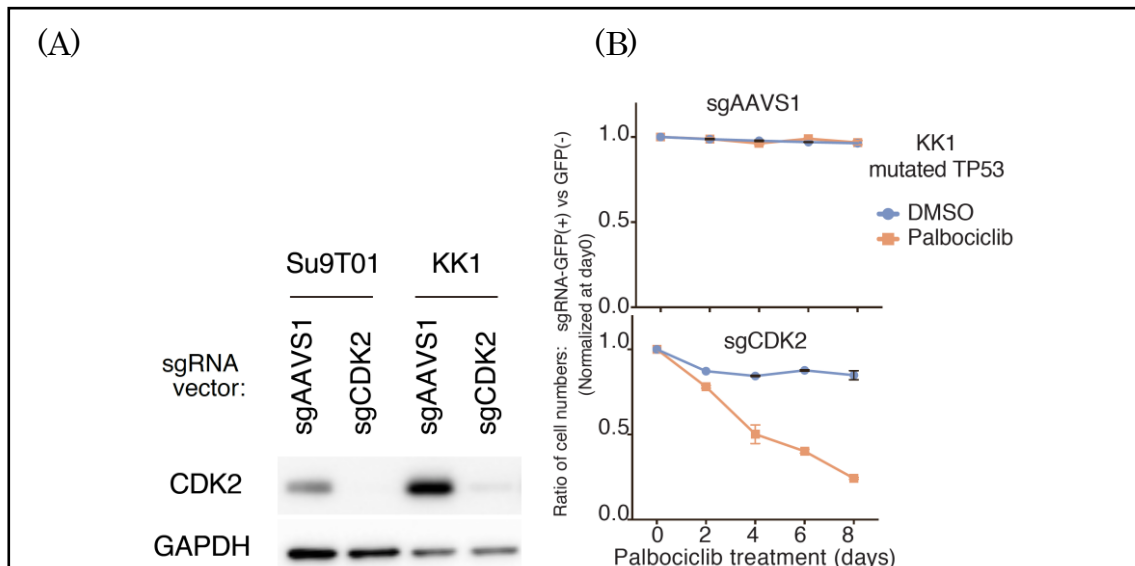 (A)
Su9T01 KK1
sgRNA
vector:
sgAAVS1 sgCDK2 sgAAVS1 sgCDK2
CDK2
GAPDH
(B)
Ratio of cell numbers: sgRNA-GFP(+) vs GFP(-)
(Normalized at day0)
sgAAVS1
1.0
0.5
0.0
KK1
mutated TP53
DMSO
Palbociclib
sgCDK2
1.0
0.5
0.0
0 2 4 6 8
Palbociclib treatment (days)